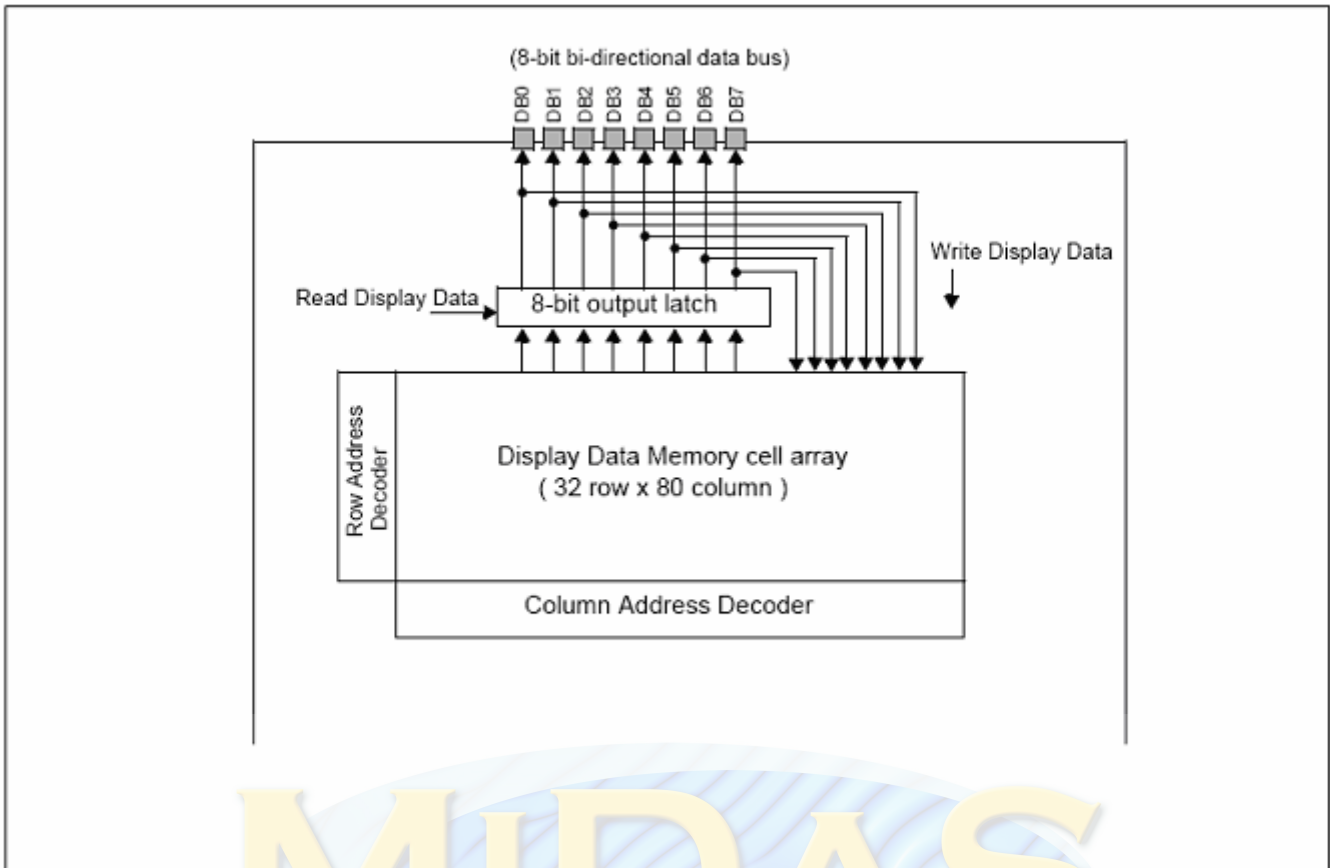 (8-bit bi-directional data bus)
DB0
DB1
DB2
DB3
DB4
DB5
DB6
DB7
Write Display Data
Read Display Data
8-bit output latch
Row Address
Decoder
Display Data Memory cell array
( 32 row x 80 column )
Column Address Decoder
MIDAS